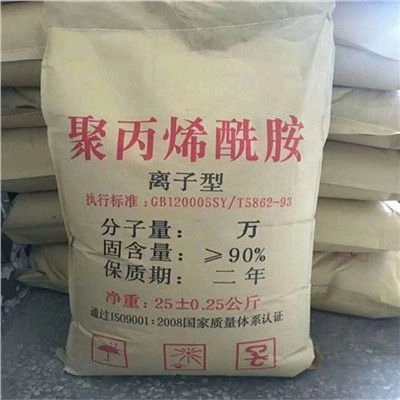 聚丙烯酰胺
离子型
执行标准:GB120005SY/T5862-93
分子量: 万
固含量: ≥90%
保质期: 二年
净重:25±0.25公斤
通过ISO9001:2008国家质量体系认证